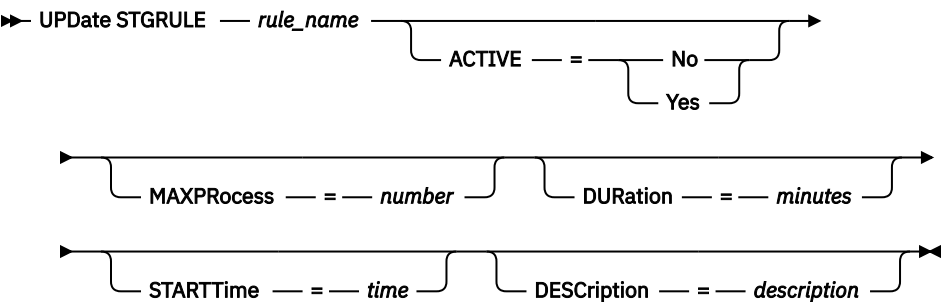 UPDate STGRULE rule_name
ACTIVE = No
Yes
MAXPRocess = number DURation = minutes
STARTTime = time DESCription = description